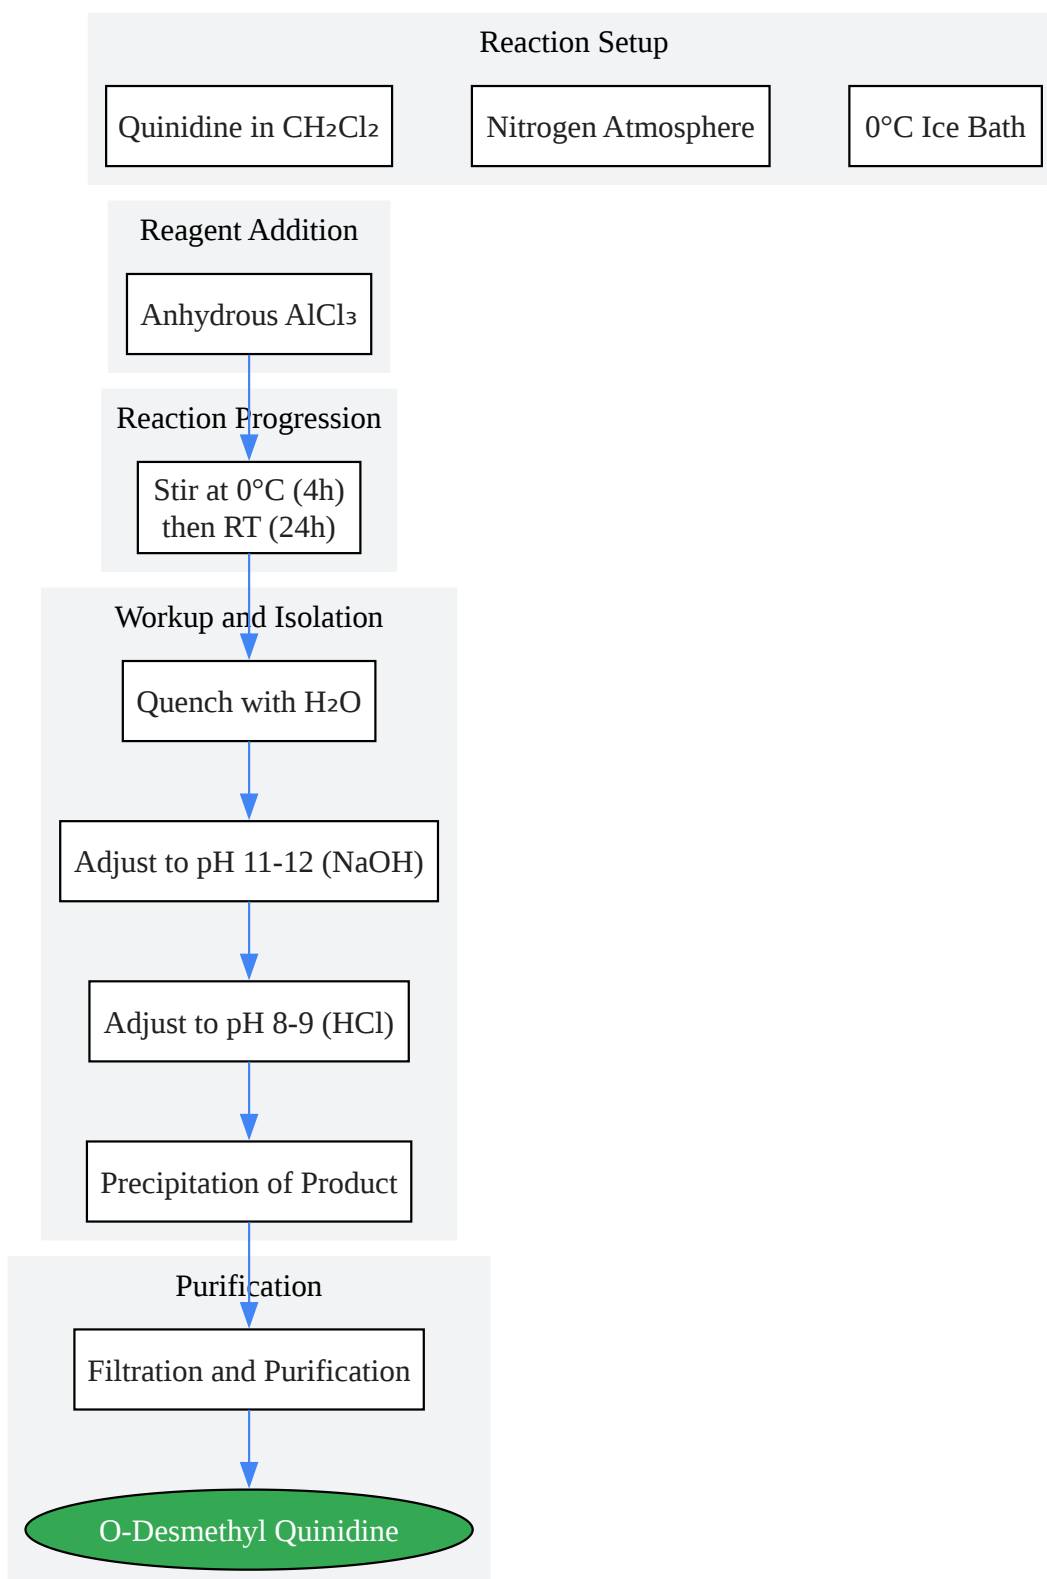 Reaction Setup
Quinidine in CH₂Cl₂
Nitrogen Atmosphere
0°C Ice Bath
Reagent Addition
Anhydrous AlCl₃
Reaction Progression
Stir at 0°C (4h)
then RT (24h)
Workup and Isolation
Quench with H₂O
Adjust to pH 11-12 (NaOH)
Adjust to pH 8-9 (HCl)
Precipitation of Product
Purification
Filtration and Purification
O-Desmethyl Quinidine